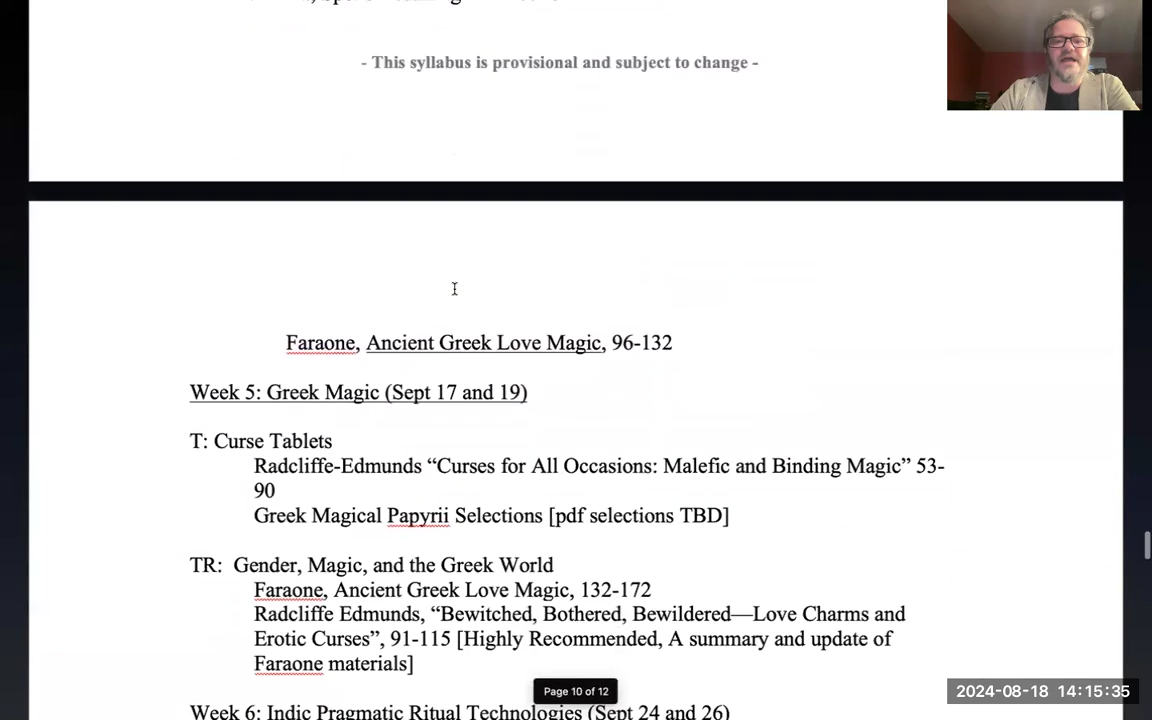 - This syllabus is provisional and subject to change -
Faraone, Ancient Greek Love Magic, 96-132
Week 5: Greek Magic (Sept 17 and 19)
T: Curse Tablets
Radcliffe-Edmunds “Curses for All Occasions: Malefic and Binding Magic” 53-
90
Greek Magical Papyrii Selections [pdf selections TBD]
TR:  Gender, Magic, and the Greek World
Faraone, Ancient Greek Love Magic, 132-172
Radcliffe Edmunds, “Bewitched, Bothered, Bewildered—Love Charms and
Erotic Curses”, 91-115 [Highly Recommended, A summary and update of
Faraone materials]
Page 10 of 12
2024-08-18 14:15:35
Week 6: Indic Pragmatic Ritual Technologies (Sept 24 and 26)